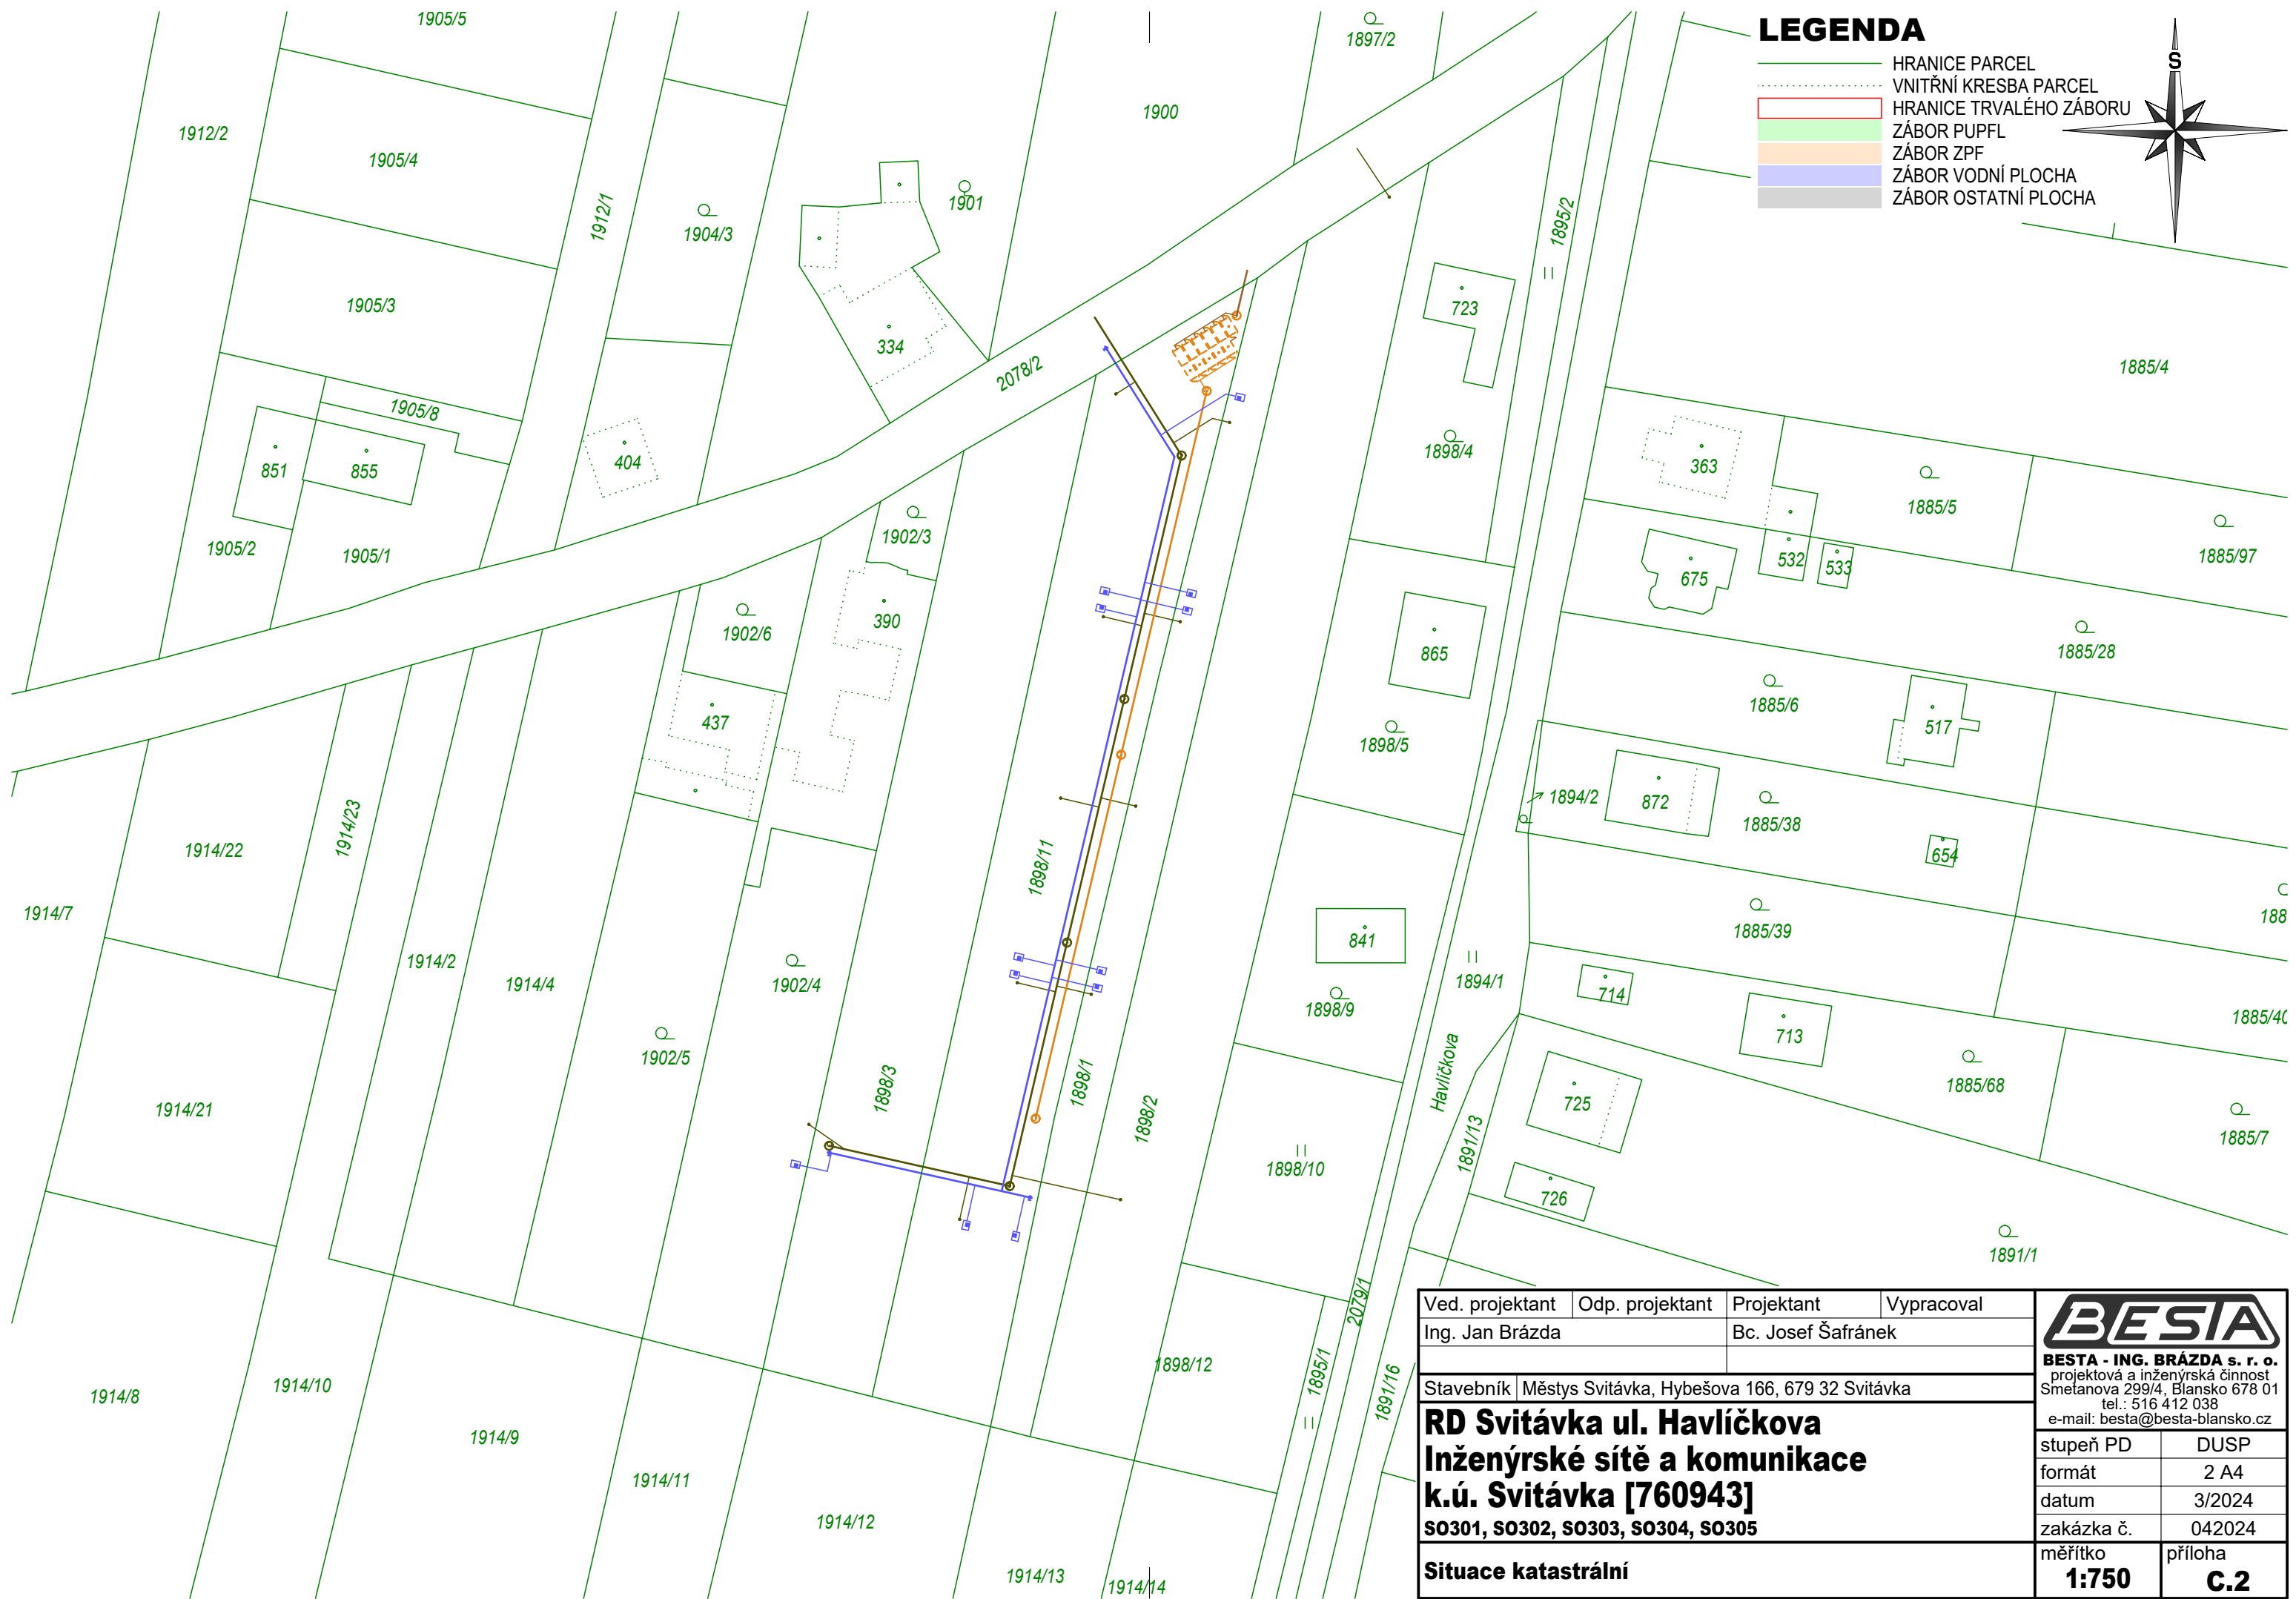 1905/5
1897/2
1900
1912/2
1905/4
1912/1
1904/3
1901
1905/3
334
2078/2
1905/8
851
855
404
1905/2
1905/1
1902/3
390
1902/6
437
723
1895/2
1898/4
865
1898/5
LEGENDA
HRANICE PARCEL
VNITŘNÍ KRESBA PARCEL
HRANICE TRVALÉHO ZÁBORU
ZÁBOR PUPFL
ZÁBOR ZPF
ZÁBOR VODNÍ PLOCHA
ZÁBOR OSTATNÍ PLOCHA
S
1885/4
363
1885/5
532
533
675
1885/97
1885/28
1885/6
517
1894/2
872
1885/38
654
1885/39
188
1885/40
714
713
1885/68
1885/7
725
726
1891/1
1891/13
1894/1
Havlíčkova
841
1898/9
1898/10
1914/22
1914/23
1914/7
1914/2
1914/4
1902/4
1902/5
1898/11
1898/3
1898/1
1898/2
1914/21
1914/8
1914/10
1914/9
1914/11
1914/12
1914/13
1914/14
1898/12
2079/1
1895/1
1891/16
Ved. projektant Odp. projektant Projektant Vypracoval
Ing. Jan Brázda Bc. Josef Šafránek
Stavebník Městys Svitávka, Hybešova 166, 679 32 Svitávka
RD Svitávka ul. Havlíčkova
Inženýrské sítě a komunikace
k.ú. Svitávka [760943]
SO301, SO302, SO303, SO304, SO305
Situace katastrální
BESTA
BESTA - ING. BRÁZDA s. r. o.
projektová a inženýrská činnost
Smetanova 299/4, Blansko 678 01
tel.: 516 412 038
e-mail: besta@besta-blansko.cz
stupeň PD DUSP
formát 2 A4
datum 3/2024
zakázka č. 042024
měřítko příloha
1:750 C.2